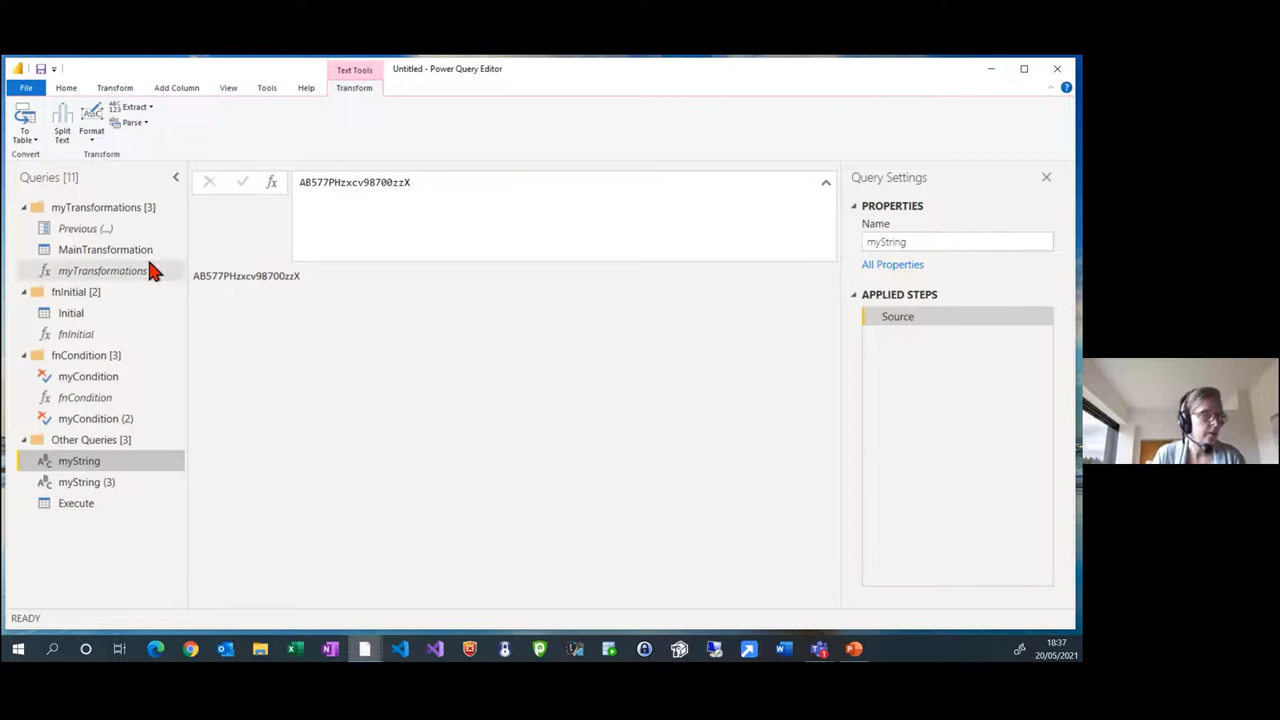 Text Tools
Untitled - Power Query Editor
File Home Transform Add Column View Tools Help Transform
To Table
Split Text
Format
Extract
Parse
Convert
Transform
Queries [11]
myTransformations [3]
Previous (...)
MainTransformation
myTransformations
fnInitial [2]
Initial
fnInitial
fnCondition [3]
myCondition
fnCondition
myCondition (2)
Other Queries [3]
myString
myString (3)
Execute
AB577PHzxcv98700zzX
AB577PHzxcv98700zzX
Query Settings
PROPERTIES
Name
myString
All Properties
APPLIED STEPS
Source
READY
18:37
20/05/2021